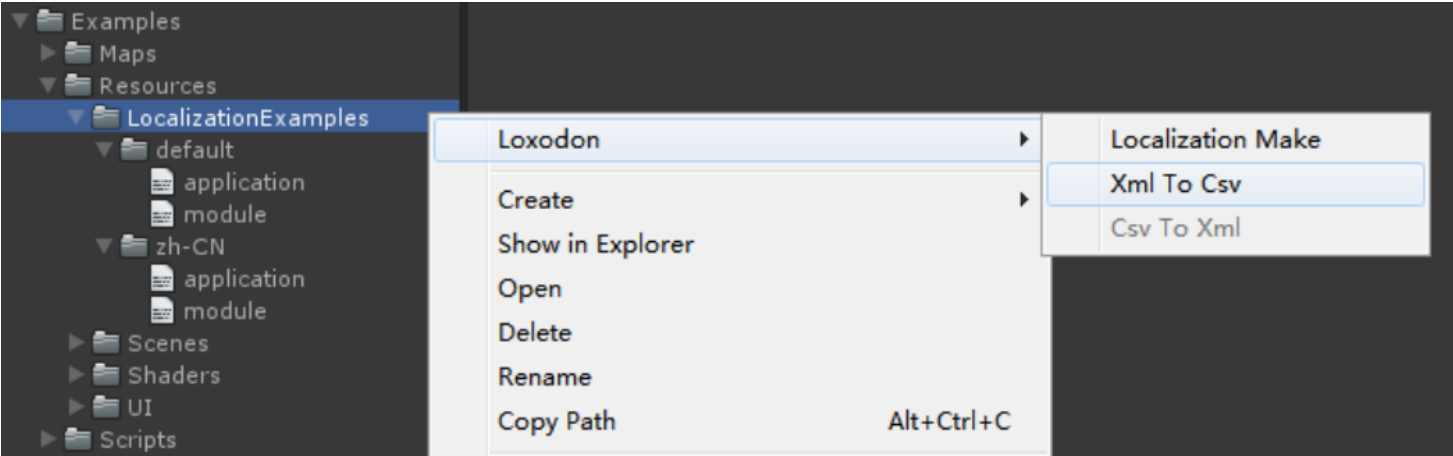 Examples
Maps
Resources
LocalizationExamples
default
application
module
zh-CN
application
module
Scenes
Shaders
UI
Scripts
Loxodon
Create
Show in Explorer
Open
Delete
Rename
Copy Path Alt+Ctrl+C
Localization Make
Xml To Csv
Csv To Xml